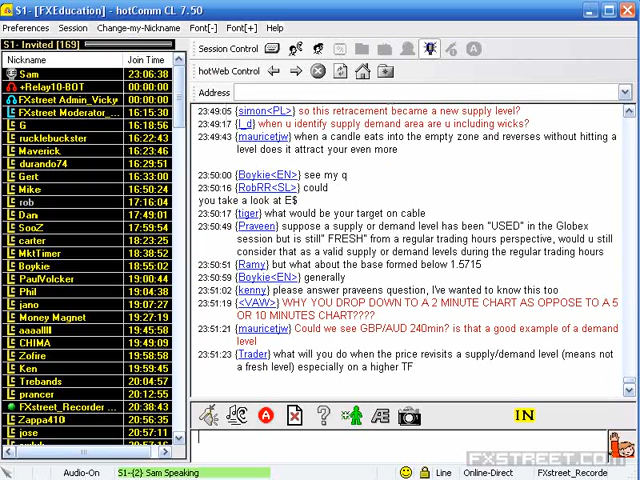 S1- [FXEducation] - hotComm CL 7.50
Preferences Session Change-my-Nickname Font[-] Font[+] Help
S1- Invited [169]
Nickname Join Time
Sam 23:06:38
+Relay10-BOT 00:00:00
FXstreet Admin_Vicky 00:00:00
FXstreet Moderator_... 16:15:30
G 16:18:56
rucklebuster 16:22:43
Maverick 16:23:46
durando74 16:29:51
Gert 16:33:00
Mike 16:50:24
rob 17:16:04
Dan 17:49:01
SooZ 17:59:54
carter 18:23:25
MktTimer 18:52:26
Boykie 18:55:02
PaulVolcker 19:00:44
Phil 19:04:38
jano 19:07:27
Money Magnet 19:27:19
aaaallll 19:45:58
CHIMA 19:49:09
Zofire 19:58:58
Ken 19:59:45
Trebands 20:04:57
prancer 20:12:55
FXstreet_Recorder ... 20:38:43
Zappa410 20:56:35
jose 20:57:11
Session Control
hotWeb Control
Address
23:49:05 {simon<PL>} so this retracement became a new supply level?
23:49:17 {l_d} when u identify supply demand area are u including wicks?
23:49:43 {mauricetjw} when a candle eats into the empty zone and reverses without hitting a
level does it attract your even more
23:50:00 {Boykie<EN>} see my q
23:50:16 {RobRR<SL>} could
you take a look at E$
23:50:17 {tiger} what would be your target on cable
23:50:49 {Praveen} suppose a supply or demand level has been "USED" in the Globex
session but is still" FRESH" from a regular trading hours perspective, would u still
consider that as a valid supply or demand levels during the regular trading hours
23:50:51 {Ramy} but what about the base formed below 1.5715
23:50:59 {Boykie<EN>} generally
23:51:02 {kenny} please answer praveens question, I've wanted to know this too
23:51:19 {<VAW>} WHY YOU DROP DOWN TO A 2 MINUTE CHART AS OPPOSE TO A 5
OR 10 MINUTES CHART????
23:51:21 {mauricetjw} Could we see GBP/AUD 240min? is that a good example of a demand
level
23:51:23 {Trader} what will you do when the price revisits a supply/demand level (means not
a fresh level) especially on a higher TF
IN
FXSTREET.COM
Audio-On S1-{2} Sam Speaking Line Online-Direct FXstreet_Recorde